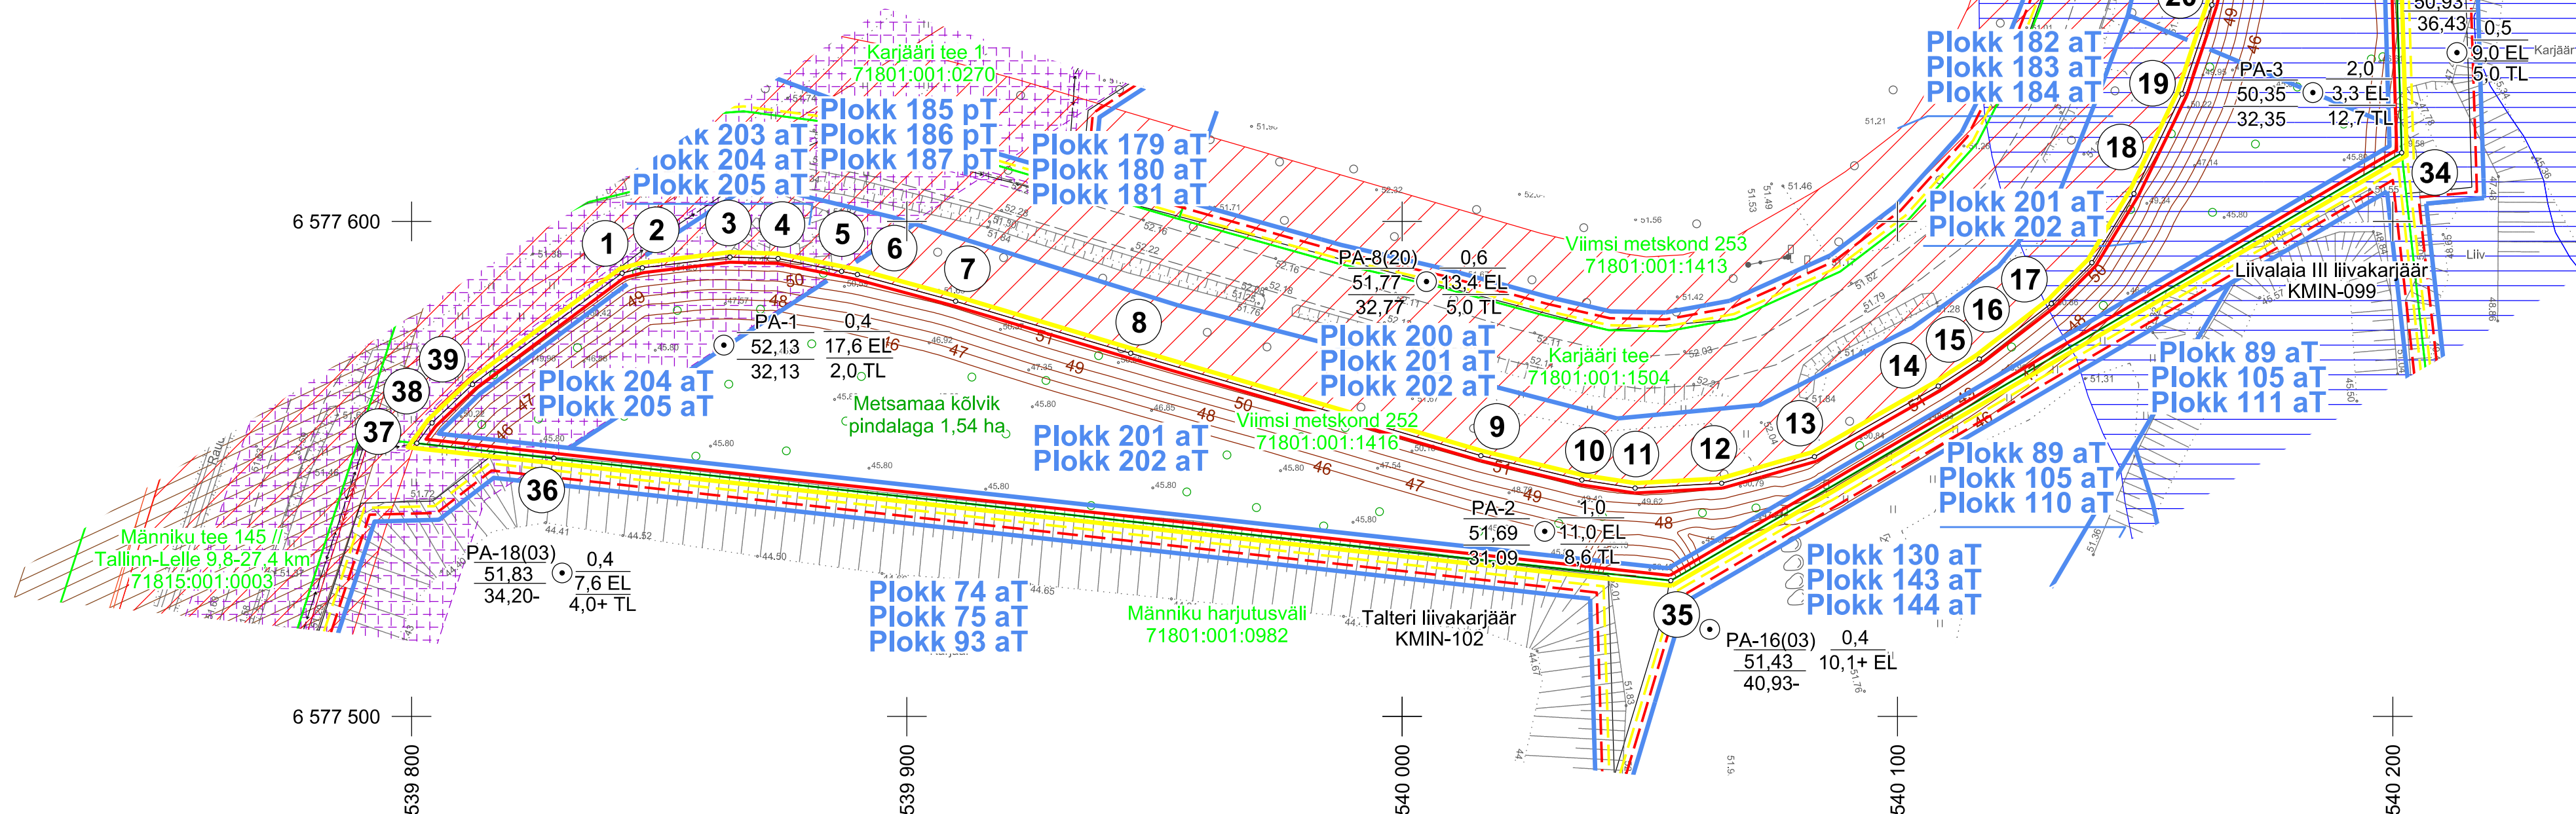 Karjääri tee 1
71801:001:0270
Plokk 185 pT
Plokk 186 pT
Plokk 187 pT
kk 203 aT
lokk 204 aT
Plokk 205 aT
Plokk 179 aT
Plokk 180 aT
Plokk 181 aT
Plokk 182 aT
Plokk 183 aT
Plokk 184 aT
50,93
36,43
0,5
9,0 EL
5,0 TL
PA-3
50,35
32,35
2,0
3,3 EL
12,7 TL
19
18
34
6 577 600
1
2
3
4
5
6
7
8
Viimsi metskond 253
71801:001:1413
Plokk 201 aT
Plokk 202 aT
PA-8(20)
51,77
32,77
0,6
13,4 EL
5,0 TL
17
16
15
14
Liivalaia III liivakarjäär
KMIN-099
Liiv
PA-1
52,13
32,13
0,4
17,6 EL
2,0 TL
39
38
37
Plokk 204 aT
Plokk 205 aT
Metsamaa kõlvik
pindalaga 1,54 ha
Plokk 200 aT
Plokk 201 aT
Plokk 202 aT
Karjääri tee
71801:001:1504
Plokk 89 aT
Plokk 105 aT
Plokk 111 aT
Viimsi metskond 252
71801:001:1416
Plokk 201 aT
Plokk 202 aT
9
10
11
12
13
Plokk 89 aT
Plokk 105 aT
Plokk 110 aT
36
PA-2
51,69
31,09
1,0
11,0 EL
8,6 TL
Männiku tee 145 //
Tallinn-Lelle 9,8-27,4 km
71815:001:0003
PA-18(03)
51,83
34,20-
0,4
7,6 EL
4,0+ TL
Plokk 74 aT
Plokk 75 aT
Plokk 93 aT
Männiku harjutusväli
71801:001:0982
Talteri liivakarjäär
KMIN-102
Plokk 130 aT
Plokk 143 aT
Plokk 144 aT
35
PA-16(03)
51,43
40,93-
0,4
10,1+ EL
6 577 500
539 800
539 900
540 000
540 100
540 200